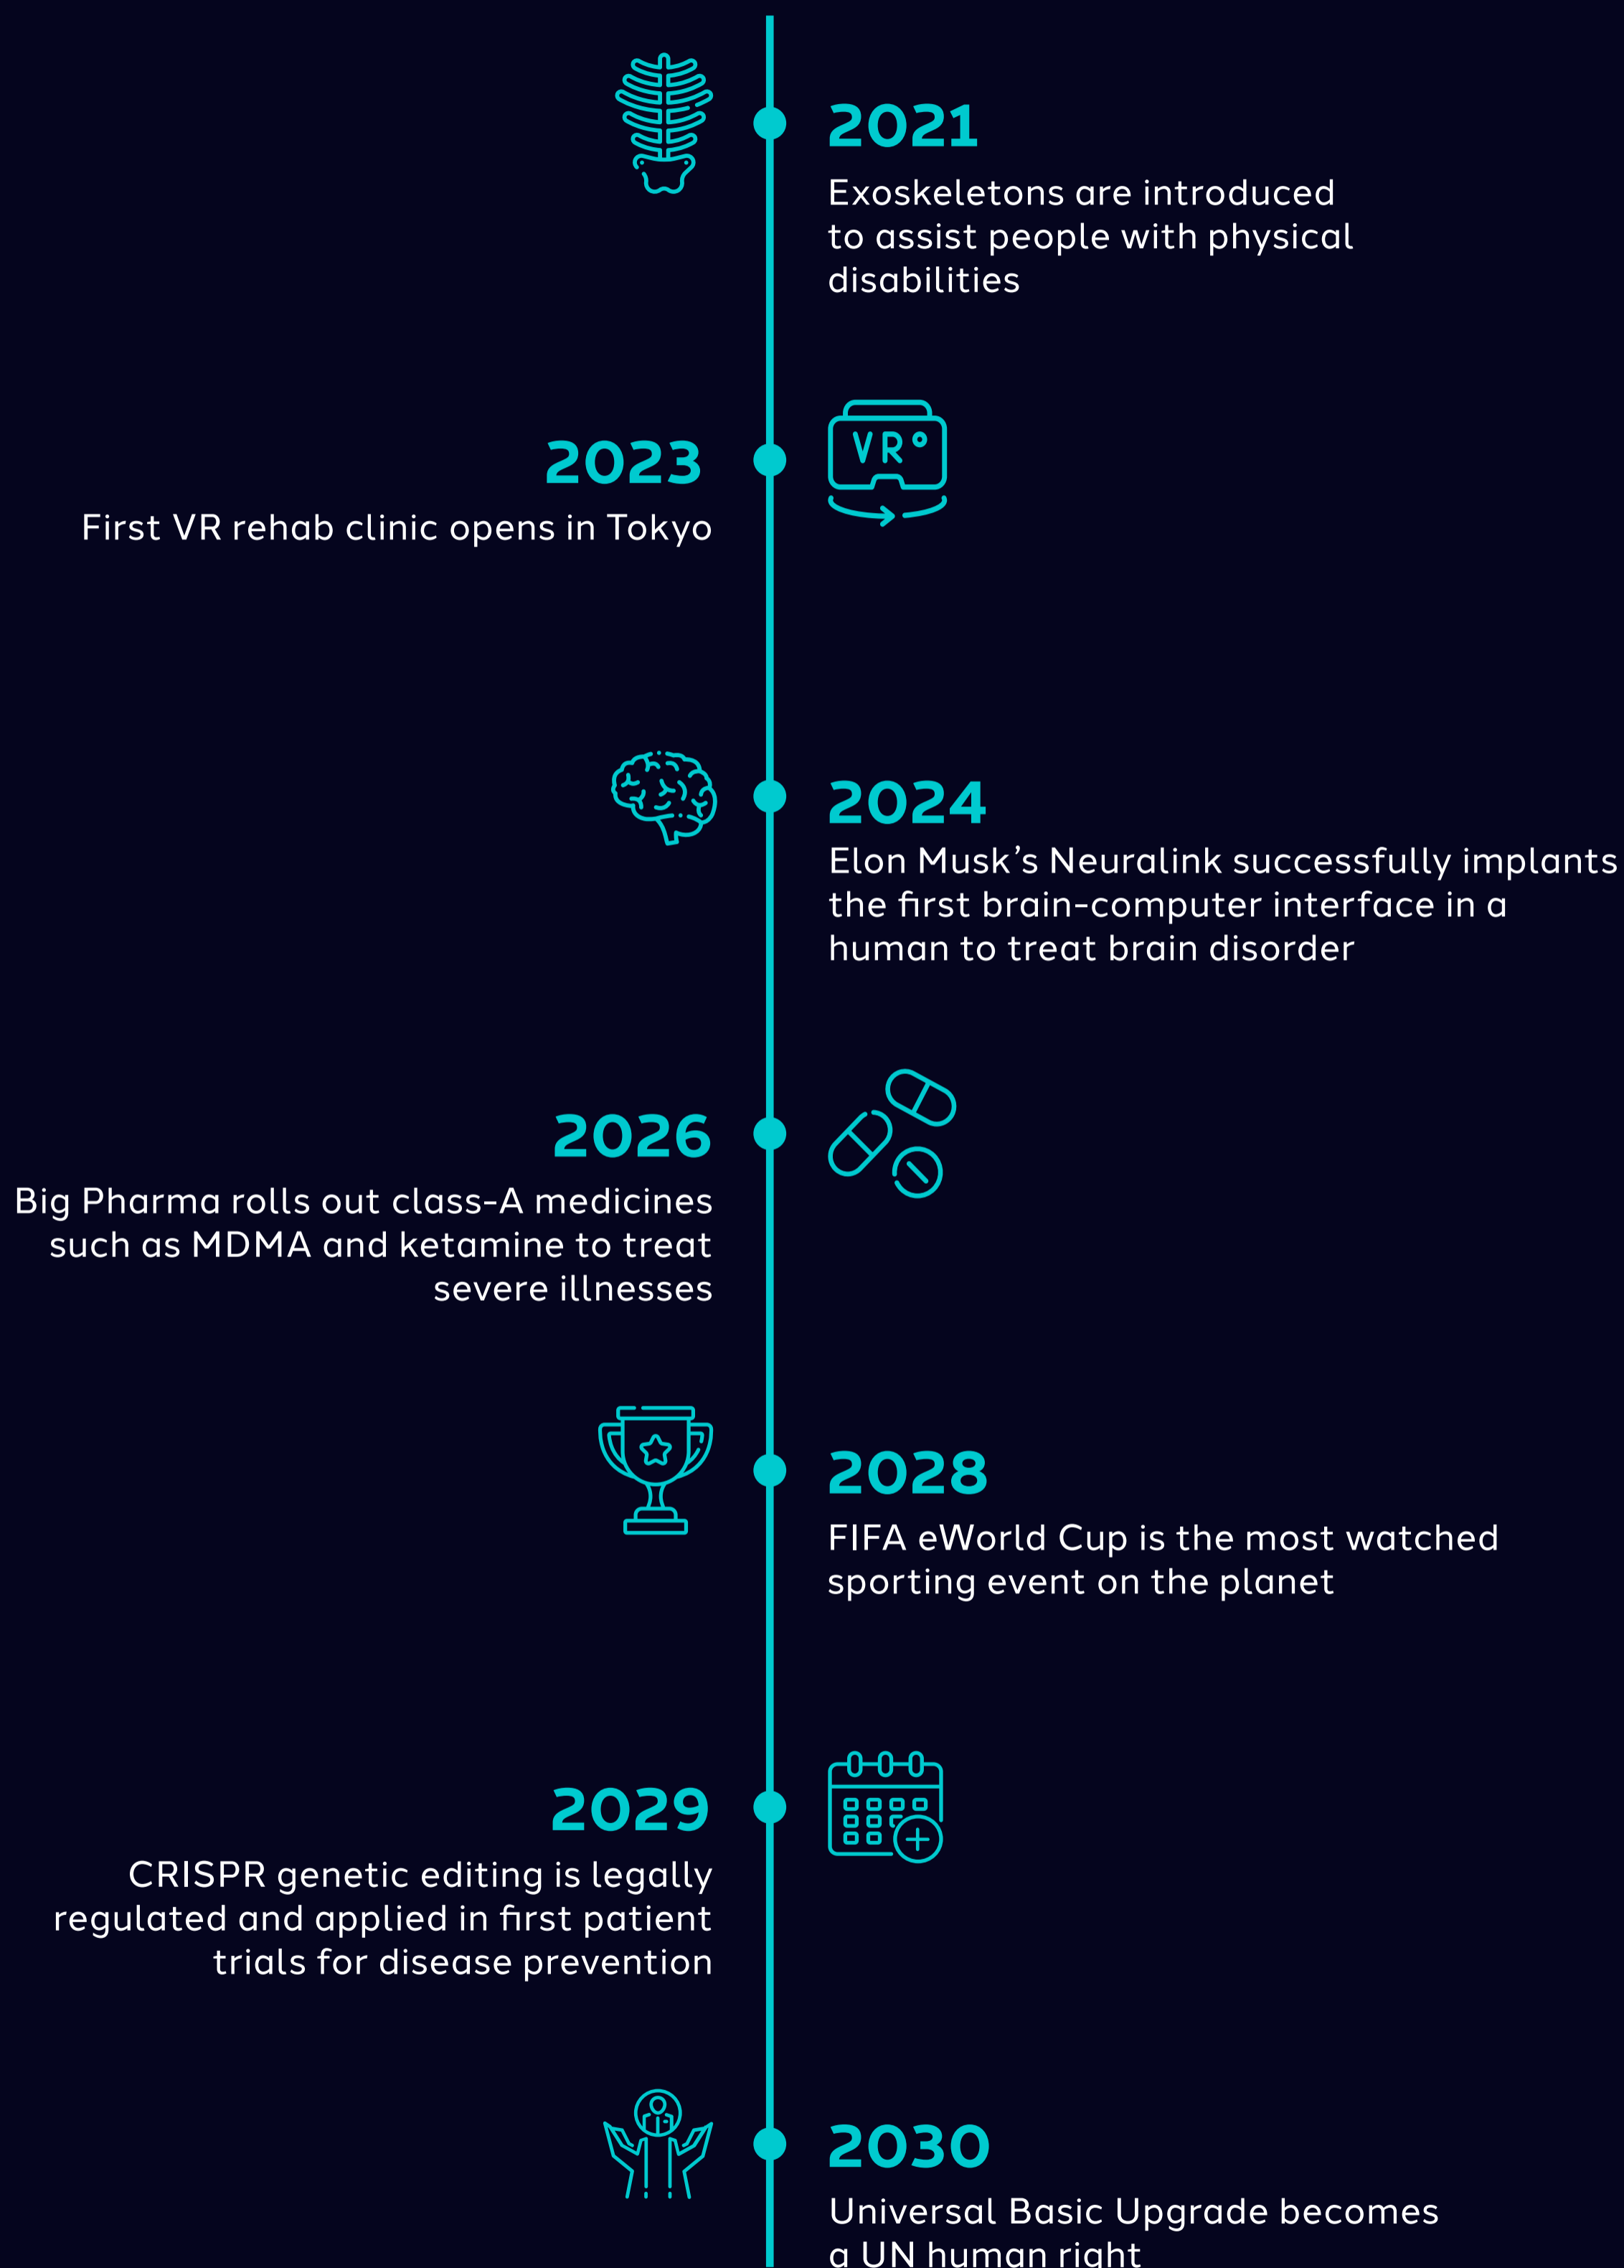 2021
Exoskeletons are introduced
to assist people with physical
disabilities
VR°
2023
First VR rehab clinic opens in Tokyo
2024
Elon Musk’s Neuralink successfully implants
the first brain-computer interface in a
human to treat brain disorder
2026
Big Pharma rolls out class-A medicines
such as MDMA and ketamine to treat
severe illnesses
2028
FIFA eWorld Cup is the most watched
sporting event on the planet
2029
CRISPR genetic editing is legally
regulated and applied in first patient
trials for disease prevention
2030
Universal Basic Upgrade becomes
a UN human right